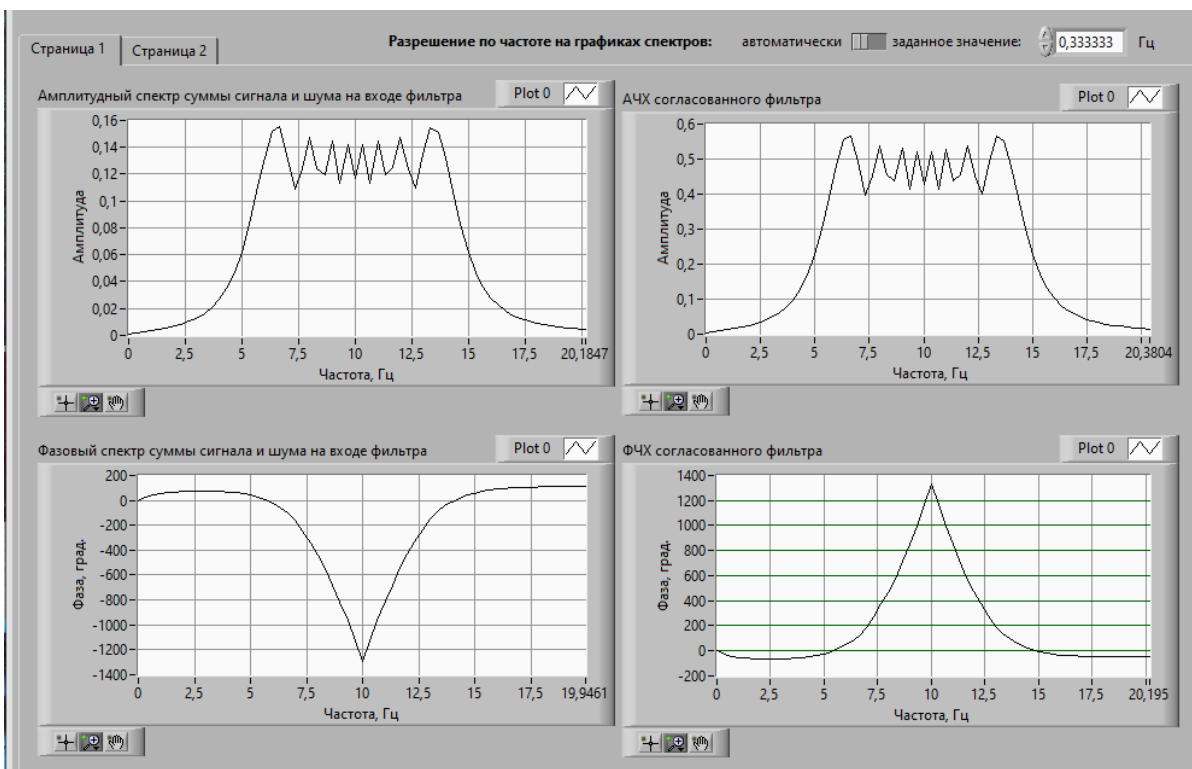 Страница 1
Страница 2
Разрешение по частоте на графиках спектров: автоматически заданное значение: 0,333333 Гц
Амплитудный спектр суммы сигнала и шума на входе фильтра
Plot 0
0,16
0,14
0,12
0,1
0,08
0,06
0,04
0,02
0
Амплитуда
0 2,5 5 7,5 10 12,5 15 17,5 20,1847
Частота, Гц
АЧХ согласованного фильтра
Plot 0
0,6
0,5
0,4
0,3
0,2
0,1
0
Амплитуда
0 2,5 5 7,5 10 12,5 15 17,5 20,3804
Частота, Гц
Фазовый спектр суммы сигнала и шума на входе фильтра
Plot 0
200
0
-200
-400
-600
-800
-1000
-1200
-1400
Фаза, град.
0 2,5 5 7,5 10 12,5 15 17,5 19,9461
Частота, Гц
ФЧХ согласованного фильтра
Plot 0
1400
1200
1000
800
600
400
200
0
-200
Фаза, град.
0 2,5 5 7,5 10 12,5 15 17,5 20,195
Частота, Гц